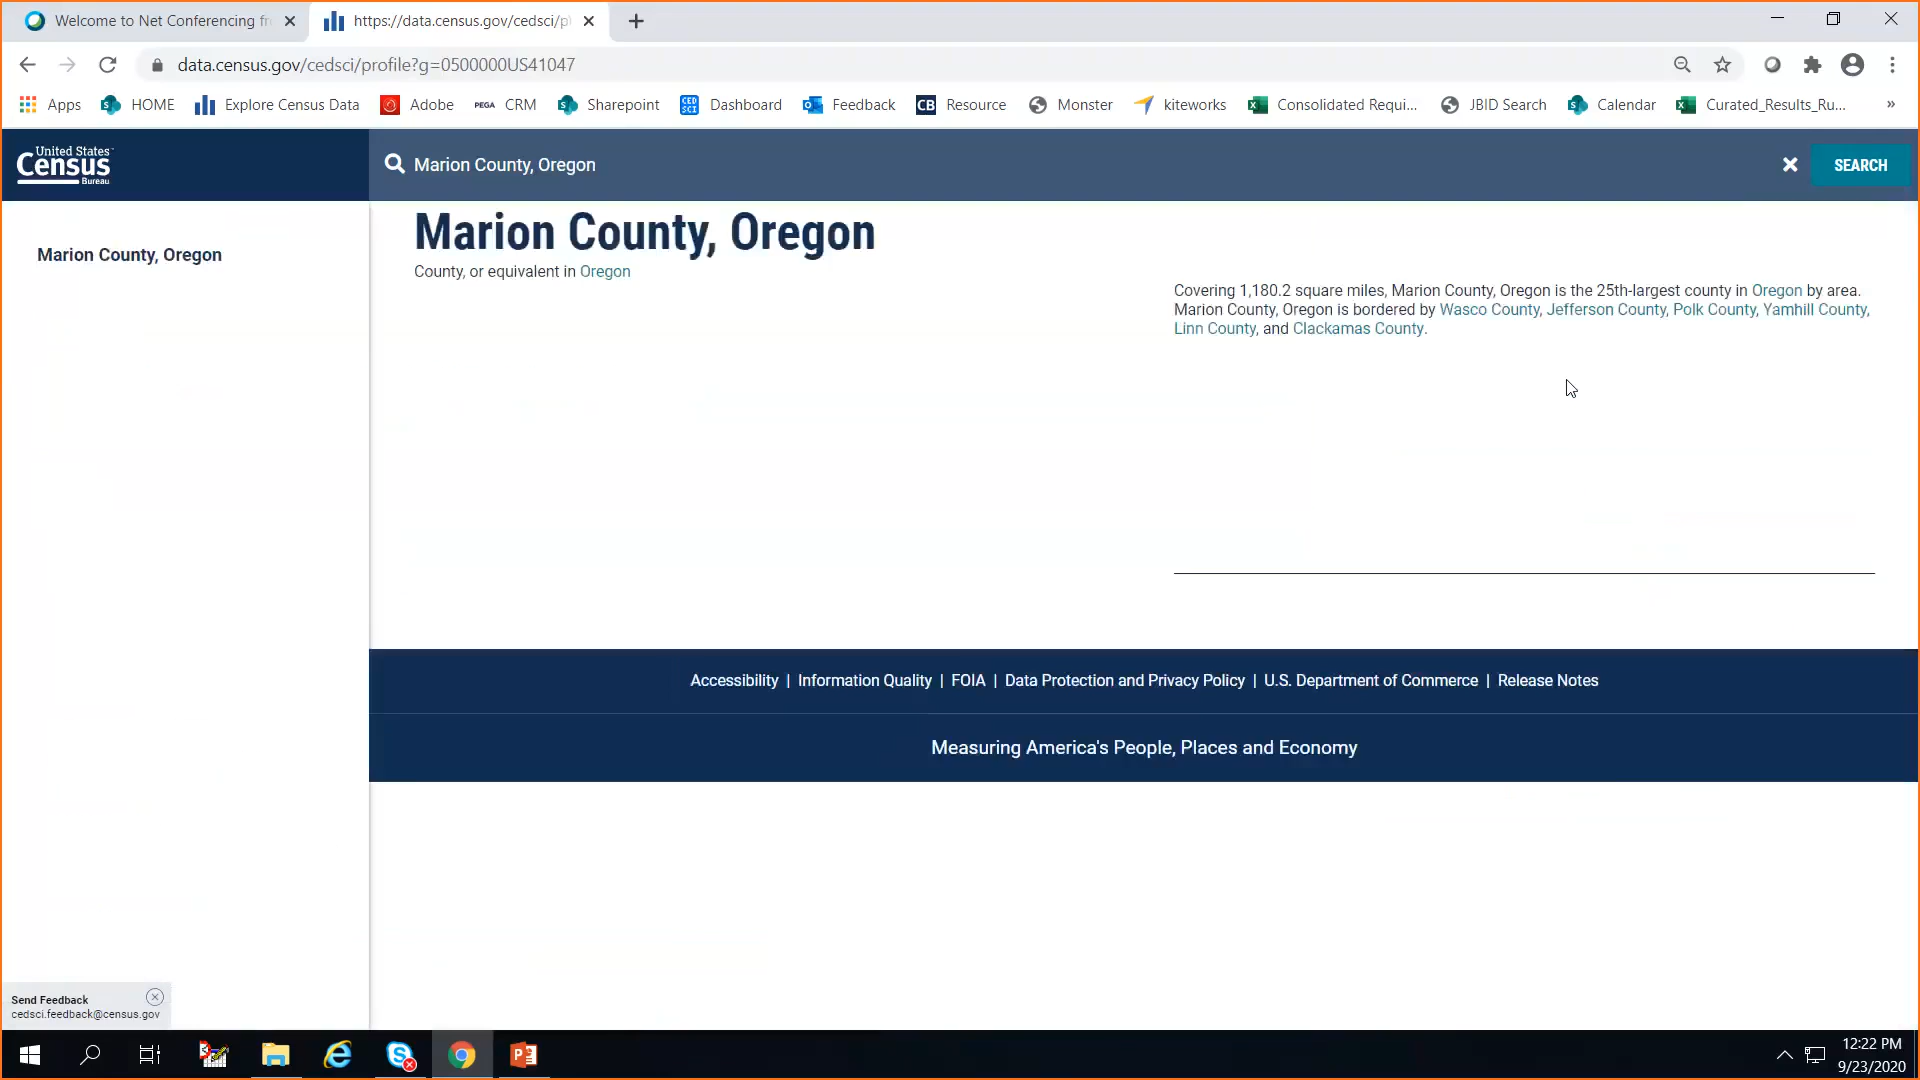 Welcome to Net Conferencing fr
https://data.census.gov/cedsci/p
data.census.gov/cedsci/profile?g=0500000US41047
Apps HOME Explore Census Data Adobe PEGA CRM Sharepoint CED SCI Dashboard Feedback CB Resource Monster kiteworks Consolidated Requi... JBID Search Calendar Curated_Results_Ru... »
United States
Census
Bureau
Marion County, Oregon
SEARCH
Marion County, Oregon
Marion County, Oregon
County, or equivalent in Oregon
Covering 1,180.2 square miles, Marion County, Oregon is the 25th-largest county in Oregon by area.
Marion County, Oregon is bordered by Wasco County, Jefferson County, Polk County, Yamhill County,
Linn County, and Clackamas County.
Accessibility | Information Quality | FOIA | Data Protection and Privacy Policy | U.S. Department of Commerce | Release Notes
Measuring America's People, Places and Economy
Send Feedback
cedsci.feedback@census.gov
12:22 PM
9/23/2020